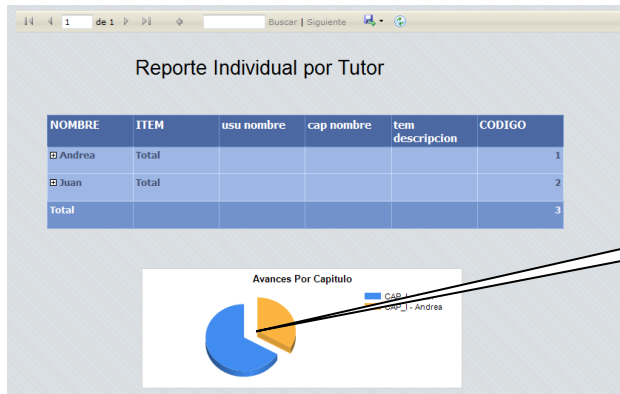 1 de 1 Buscar | Siguiente
Reporte Individual por Tutor
NOMBRE ITEM usu nombre cap nombre tem descripcion CODIGO
Andrea Total 1
Juan Total 2
Total 3
Avances Por Capitulo
CAP_I -
CAP_I - Andrea